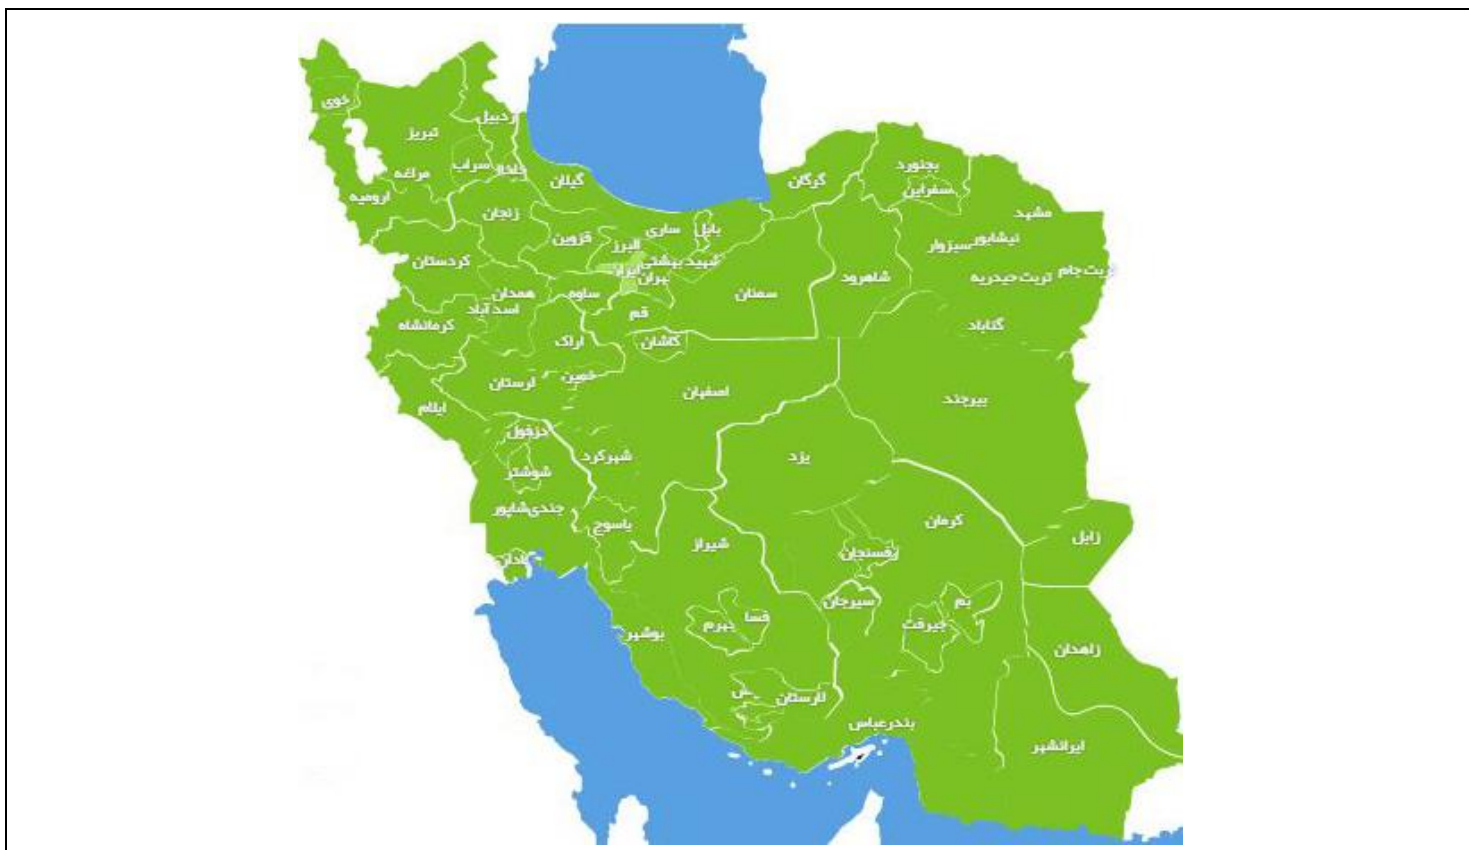 خوی
تبریز
ردبیل
مراغه
سراب
خلخال
ارومیه
گیلان
گرگان
بجنورد
سفراین
مشهد
زنجان
قزوین
البرز
ساری
بابل
نیشابور
سبزوار
کردستان
ایران
شهید بهشتی
تهران
سمنان
شاهرود
تربت حیدریه
تربت جام
همدان
ساوه
اسدآباد
کرمانشاه
قم
گناباد
اراک
کاشان
لرستان
خمین
اصفهان
بیرجند
ایلام
دزفول
شهرکرد
یزد
شوشتر
جندی‌شاپور
یاسوج
کرمان
شیراز
رفسنجان
زابل
سیرجان
بم
فسا
جهرم
جیرفت
بوشهر
زاهدان
لارستان
بندرعباس
ایرانشهر